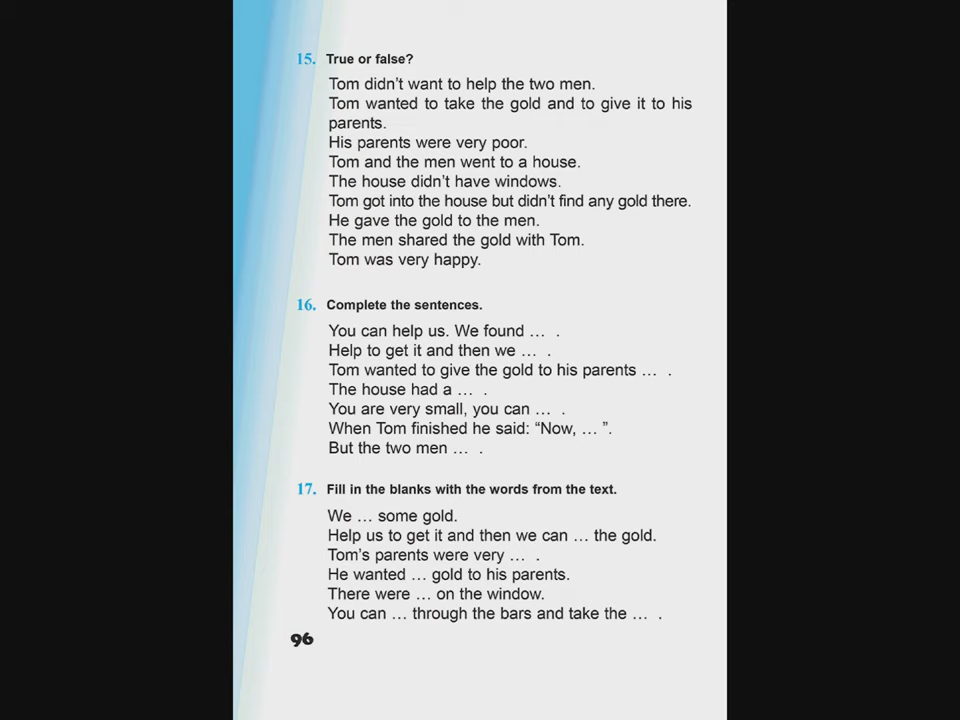 15. True or false?
Tom didn't want to help the two men.
Tom wanted to take the gold and to give it to his
parents.
His parents were very poor.
Tom and the men went to a house.
The house didn't have windows.
Tom got into the house but didn't find any gold there.
He gave the gold to the men.
The men shared the gold with Tom.
Tom was very happy.
16. Complete the sentences.
You can help us. We found … .
Help to get it and then we … .
Tom wanted to give the gold to his parents … .
The house had a … .
You are very small, you can … .
When Tom finished he said: “Now, … ”.
But the two men … .
17. Fill in the blanks with the words from the text.
We … some gold.
Help us to get it and then we can … the gold.
Tom's parents were very … .
He wanted … gold to his parents.
There were … on the window.
You can … through the bars and take the … .
96